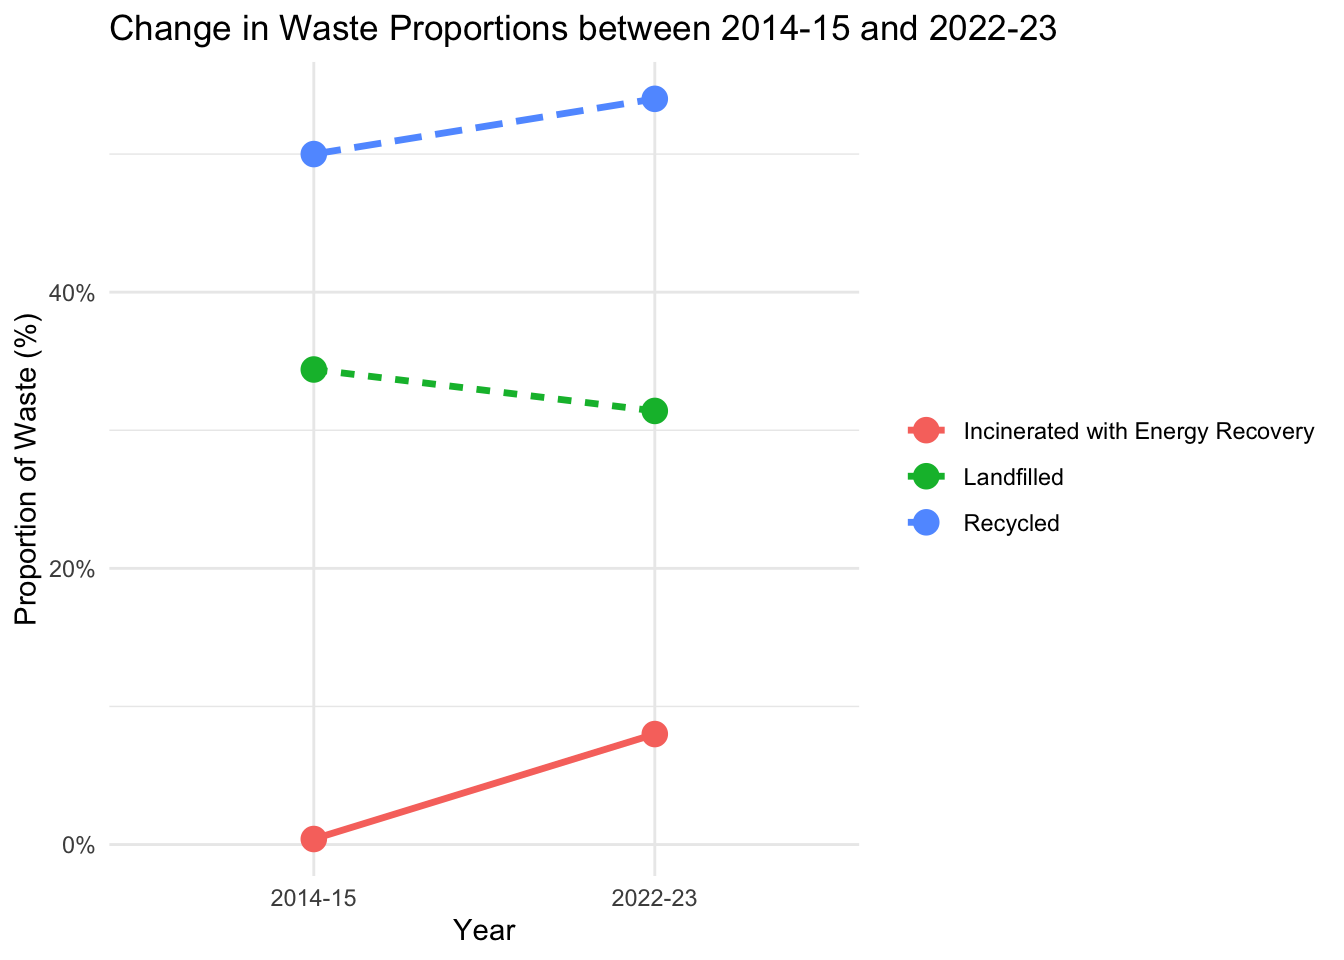 Change in Waste Proportions between 2014-15 and 2022-23
Proportion of Waste (%)
40%
20%
0%
2014-15
2022-23
Year
Incinerated with Energy Recovery
Landfilled
Recycled